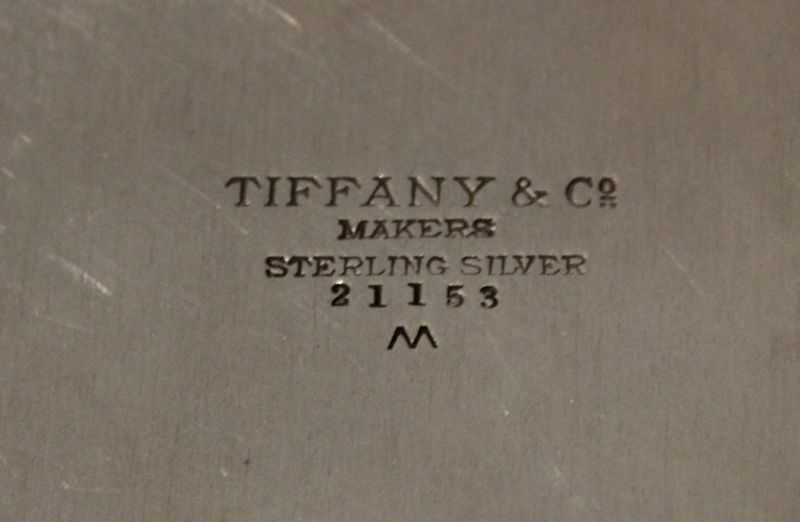 TIFFANY & Cº
MAKERS
STERLING SILVER
21153
M